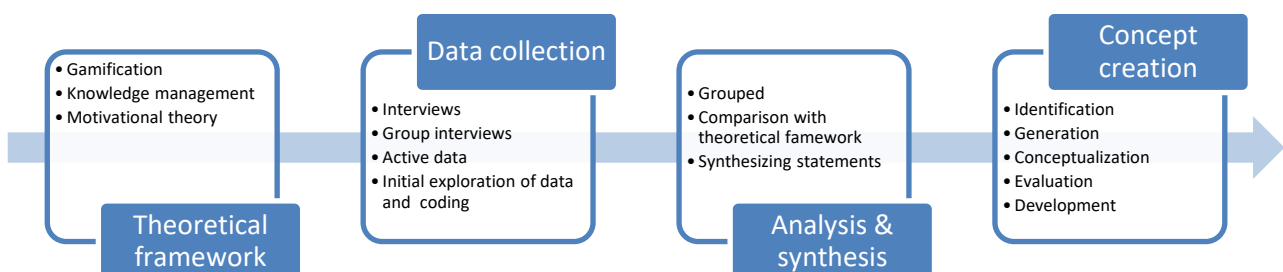 • Gamification
• Knowledge management
• Motivational theory
Theoretical
framework
Data collection
• Interviews
• Group interviews
• Active data
• Initial exploration of data
and coding
• Grouped
• Comparison with
theoretical famework
• Synthesizing statements
Analysis &
synthesis
Concept
creation
• Identification
• Generation
• Conceptualization
• Evaluation
• Development